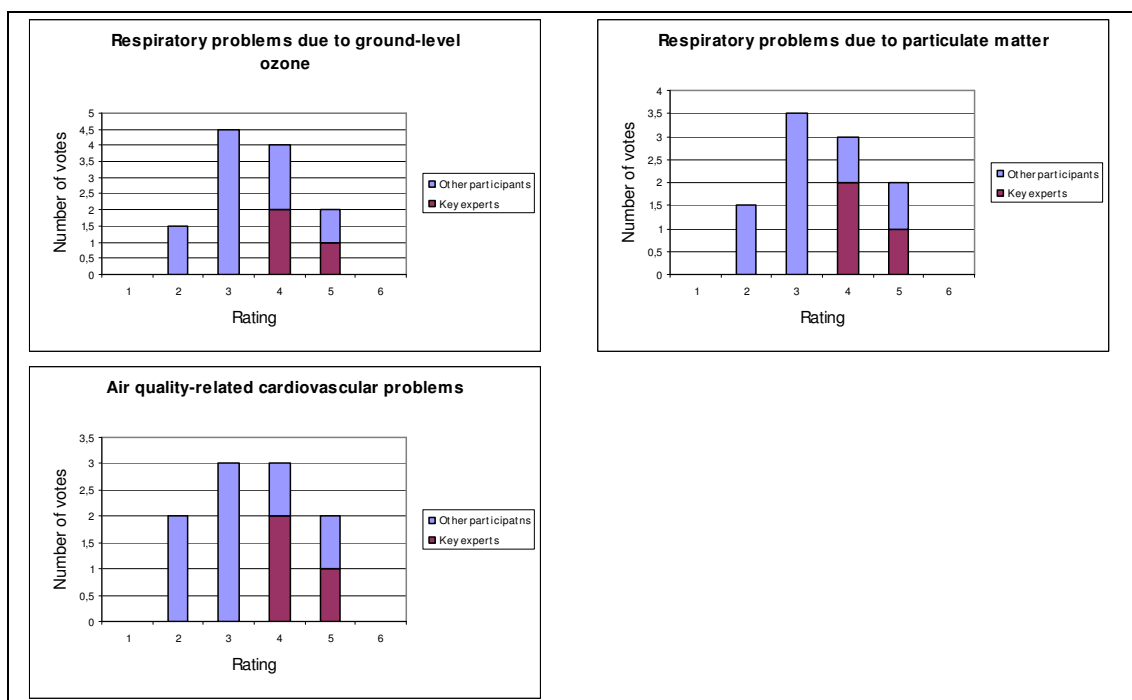 Respiratory problems due to ground-level
ozone
Number of votes
5
4,5
4
3,5
3
2,5
2
1,5
1
0,5
0
1 2 3 4 5 6
Rating
Other participants
Key experts
Respiratory problems due to particulate matter
Number of votes
4
3,5
3
2,5
2
1,5
1
0,5
0
1 2 3 4 5 6
Rating
Other participants
Key experts
Air quality-related cardiovascular problems
Number of votes
3,5
3
2,5
2
1,5
1
0,5
0
1 2 3 4 5 6
Rating
Other participatns
Key experts